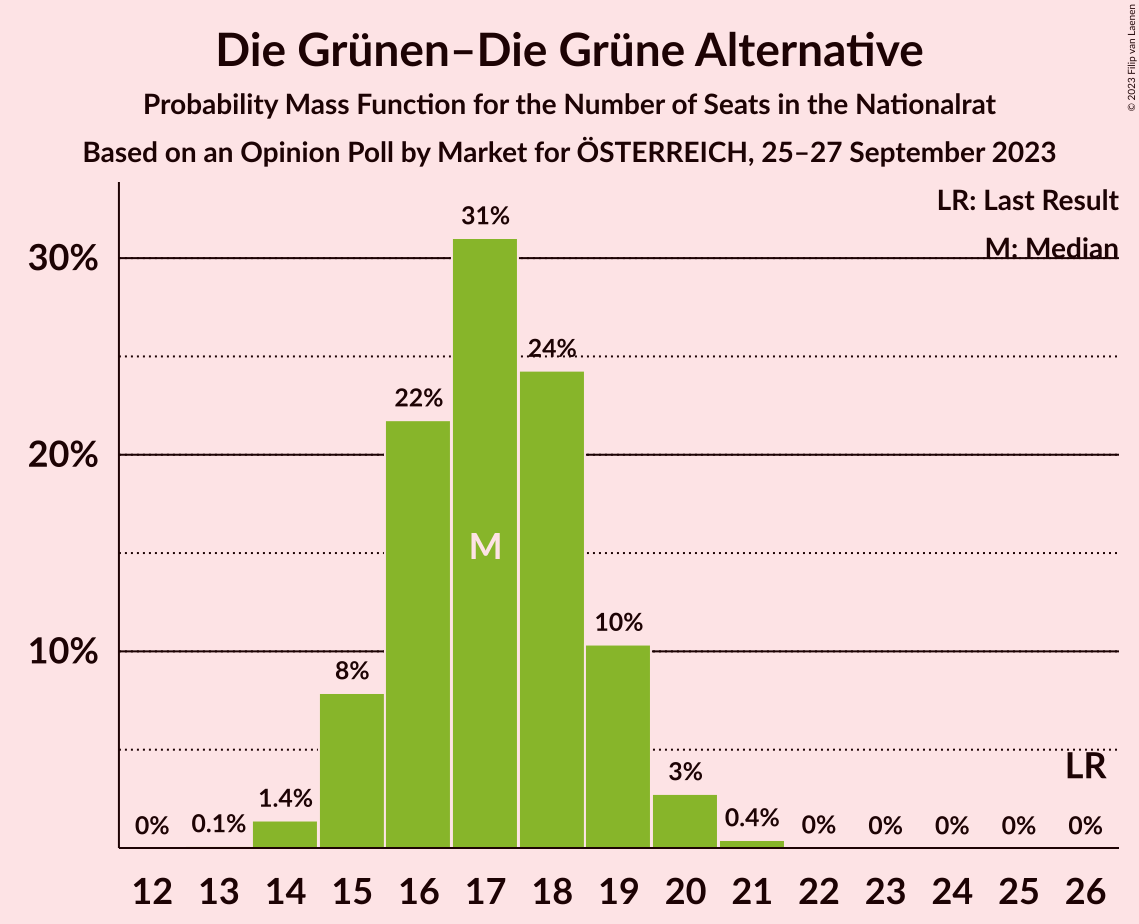 Die Grünen–Die Grüne Alternative
Probability Mass Function for the Number of Seats in the Nationalrat
Based on an Opinion Poll by Market for ÖSTERREICH, 25–27 September 2023
© 2023 Filip van Laenen
LR: Last Result
M: Median
30%
20%
10%
0%
0.1%
1.4%
8%
22%
31%
24%
10%
3%
0.4%
0%
0%
0%
0%
0%
M
LR
12 13 14 15 16 17 18 19 20 21 22 23 24 25 26